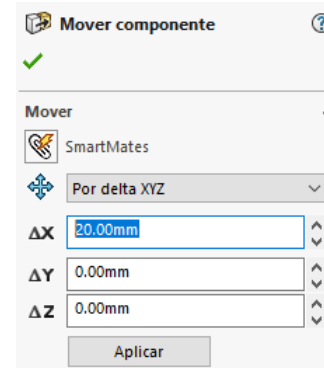 Mover componente ?
Mover
SmartMates
Por delta XYZ
ΔX 20.00mm
ΔY 0.00mm
ΔZ 0.00mm
Aplicar